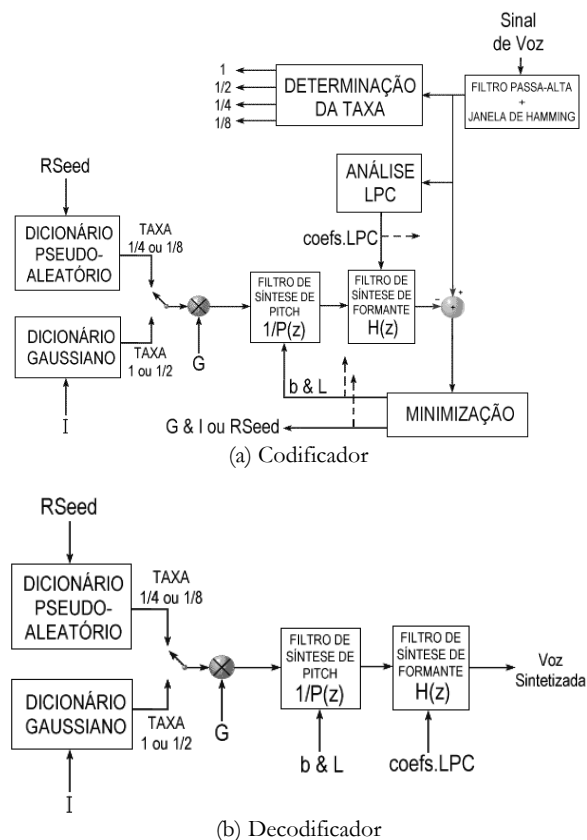 Sinal
de Voz
FILTRO PASSA-ALTA
+
JANELA DE HAMMING
DETERMINAÇÃO
DA TAXA
1
1/2
1/4
1/8
ANÁLISE
LPC
coefs.LPC
RSeed
DICIONÁRIO
PSEUDO-
ALEATÓRIO
TAXA
1/4 ou 1/8
DICIONÁRIO
GAUSSIANO
TAXA
1 ou 1/2
I
G
FILTRO DE
SÍNTESE DE
PITCH
1/P(z)
FILTRO DE
SÍNTESE DE
FORMANTE
H(z)
-
+
+
b & L
MINIMIZAÇÃO
G & I ou RSeed
(a) Codificador
RSeed
DICIONÁRIO
PSEUDO-
ALEATÓRIO
TAXA
1/4 ou 1/8
DICIONÁRIO
GAUSSIANO
TAXA
1 ou 1/2
I
G
FILTRO DE
SÍNTESE DE
PITCH
1/P(z)
FILTRO DE
SÍNTESE DE
FORMANTE
H(z)
Voz
Sintetizada
b & L
coefs.LPC
(b) Decodificador